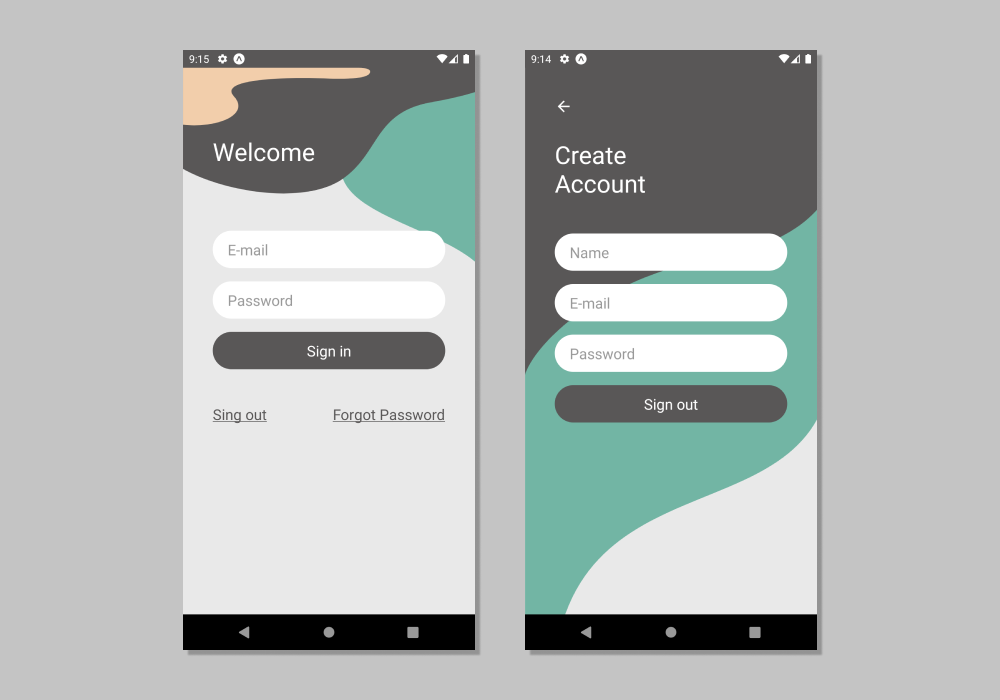 9:15
Welcome
E-mail
Password
Sign in
Sing out Forgot Password
9:14
Create
Account
Name
E-mail
Password
Sign out